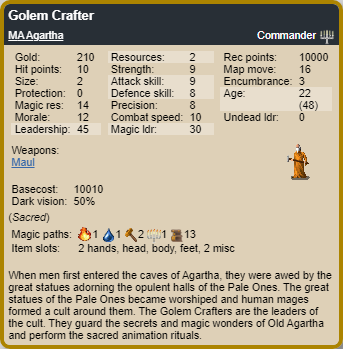 Golem Crafter
MA Agartha Commander
Gold: 210 Resources: 2 Rec points: 10000
Hit points: 10 Strength: 9 Map move: 16
Size: 2 Attack skill: 9 Encumbrance: 3
Protection: 0 Defence skill: 8 Age: 22
Magic res: 14 Precision: 8 (48)
Morale: 12 Combat speed: 10 Undead ldr: 0
Leadership: 45 Magic ldr: 30
Weapons:
Maul
Basecost: 10010
Dark vision: 50%
(Sacred)
Magic paths: 1 1 2 1 13
Item slots: 2 hands, head, body, feet, 2 misc
When men first entered the caves of Agartha, they were awed by the
great statues adorning the opulent halls of the Pale Ones. The great
statues of the Pale Ones became worshiped and human mages
formed a cult around them. The Golem Crafters are the leaders of
the cult. They guard the secrets and magic wonders of Old Agartha
and perform the sacred animation rituals.